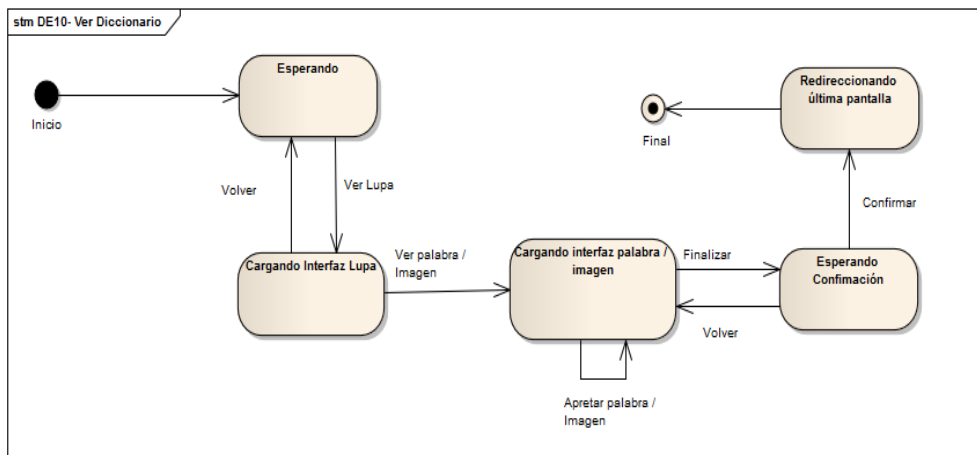 stm DE10- Ver Diccionario
Esperando
Redireccionando
última pantalla
Inicio
Final
Volver
Ver Lupa
Confirmar
Cargando Interfaz Lupa
Ver palabra /
Imagen
Cargando interfaz palabra /
imagen
Finalizar
Esperando
Confimación
Volver
Apretar palabra /
Imagen